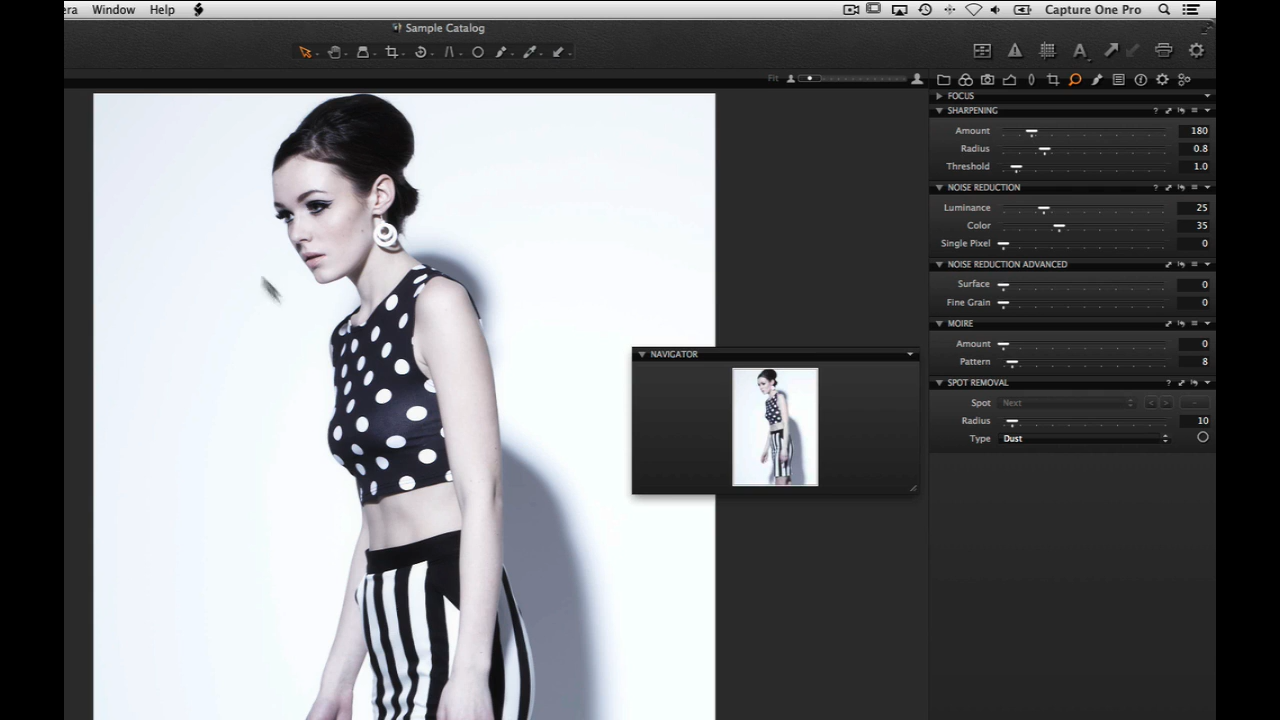 era Window Help
Capture One Pro
Sample Catalog
Fit
FOCUS
SHARPENING ?
Amount 180
Radius 0.8
Threshold 1.0
NOISE REDUCTION ?
Luminance 25
Color 35
Single Pixel 0
NOISE REDUCTION ADVANCED
Surface 0
Fine Grain 0
MOIRE
Amount 0
Pattern 8
NAVIGATOR
SPOT REMOVAL ?
Spot Next < > -
Radius 10
Type Dust